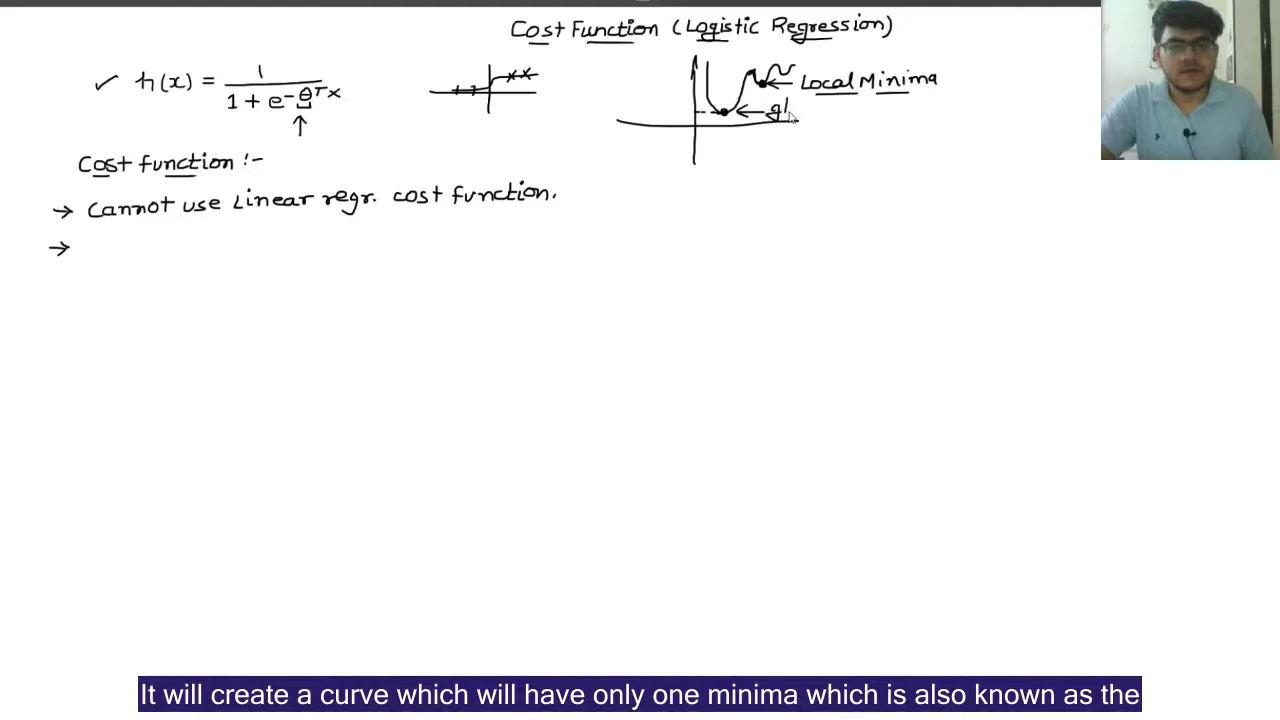 Cost Function (Logistic Regression)
h(x) = 1 / 1 + e^-θ^T x
Local Minima
gl
Cost function :-
→ Cannot use Linear regr. cost function.
→
It will create a curve which will have only one minima which is also known as the